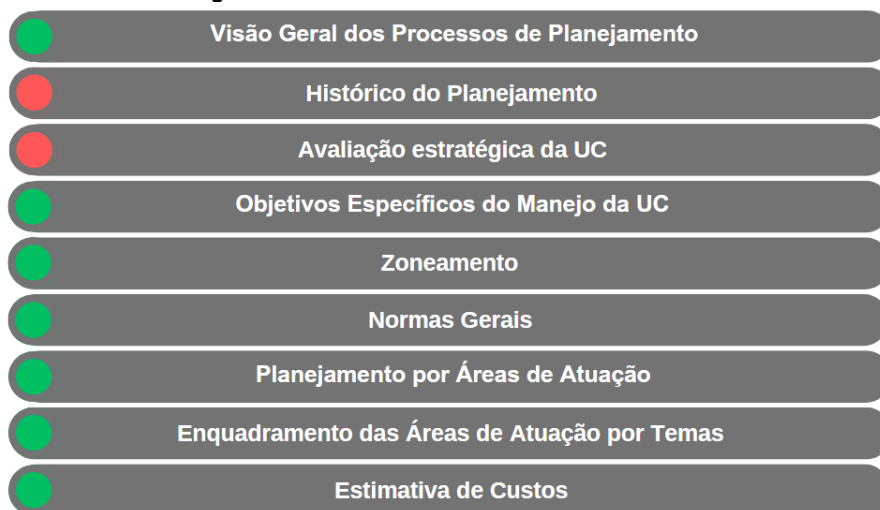 Visão Geral dos Processos de Planejamento
Histórico do Planejamento
Avaliação estratégica da UC
Objetivos Específicos do Manejo da UC
Zoneamento
Normas Gerais
Planejamento por Áreas de Atuação
Enquadramento das Áreas de Atuação por Temas
Estimativa de Custos